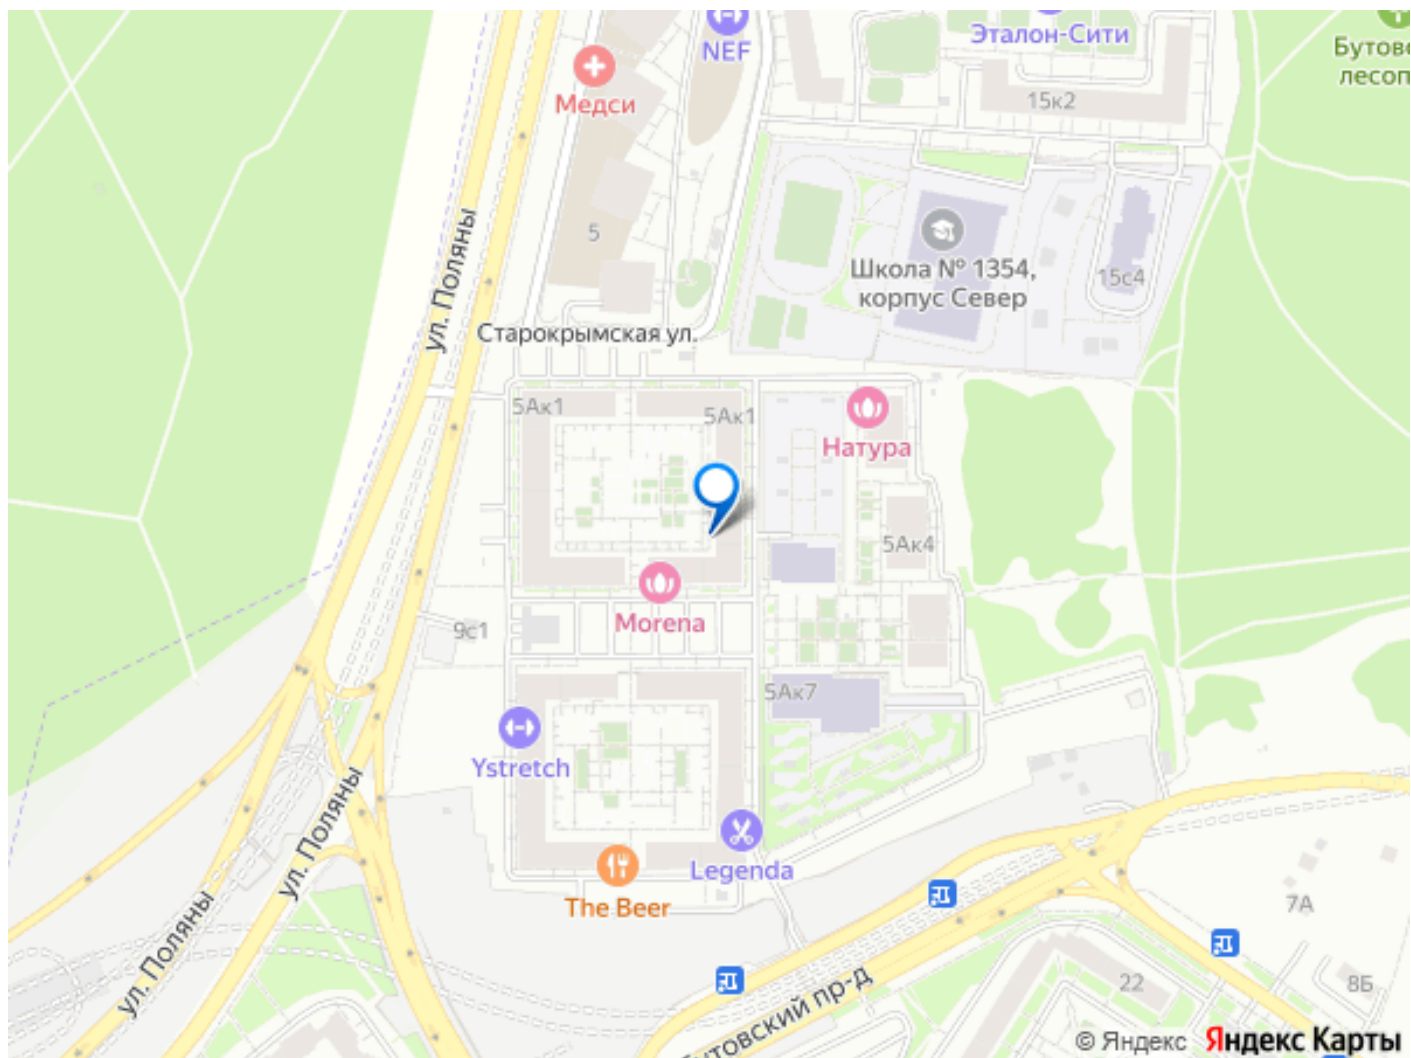 Эталон-Сити
NEF
Бутово
лесоп
Медси
15к2
ул. Поляны
5
Школа № 1354,
корпус Север
15с4
Старокрымская ул.
5Ак1
5Ак1
Натура
5Ак4
Morena
9с1
5Ак7
Ystretch
ул. Поляны
Legenda
The Beer
7А
ул. Поляны
22
8Б
Бутовский пр-д
© Яндекс Яндекс Карты